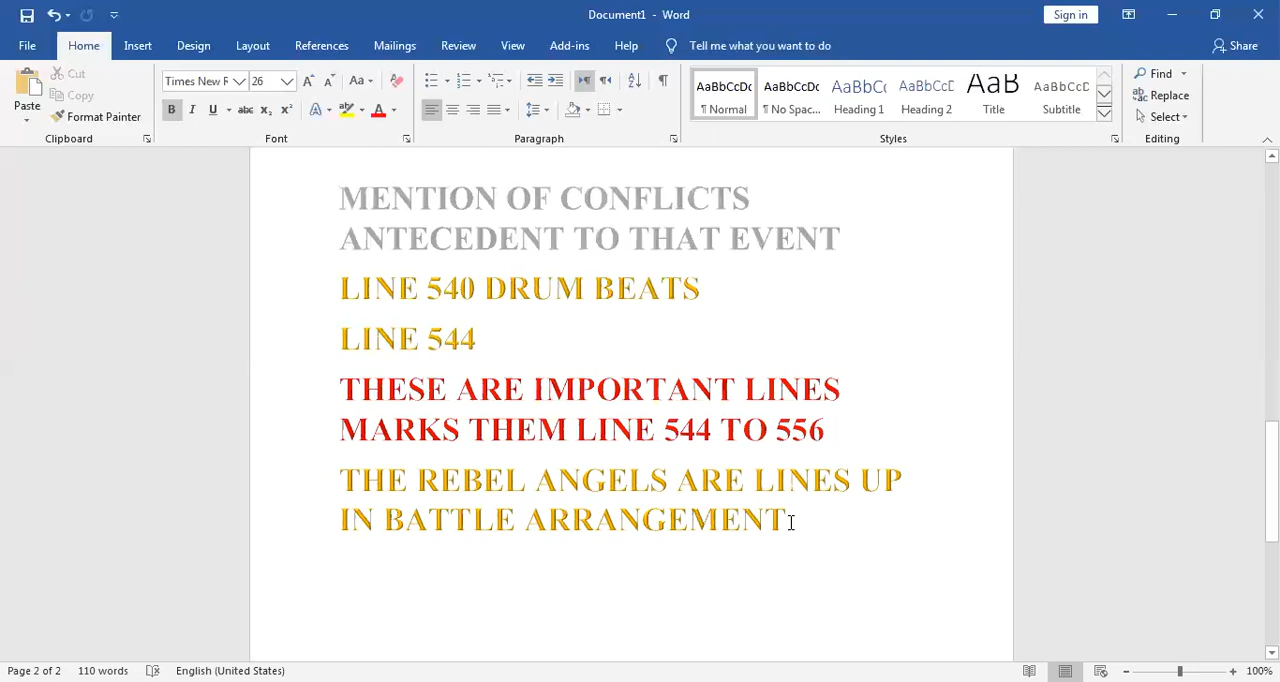 Document1 - Word
Sign in
File Home Insert Design Layout References Mailings Review View Add-ins Help Tell me what you want to do Share
Paste
Cut
Copy
Format Painter
Clipboard
Times New R 26
Aa
B I U abc x₂ x² A ab A
Font
Paragraph
AaBbCcDc AaBbCcDc AaBbCc AaBbCcD AaB AaBbCcD
¶ Normal ¶ No Spac... Heading 1 Heading 2 Title Subtitle
Styles
Find
Replace
Select
Editing
MENTION OF CONFLICTS
ANTECEDENT TO THAT EVENT
LINE 540 DRUM BEATS
LINE 544
THESE ARE IMPORTANT LINES
MARKS THEM LINE 544 TO 556
THE REBEL ANGELS ARE LINES UP
IN BATTLE ARRANGEMENT
Page 2 of 2 110 words English (United States) 100%